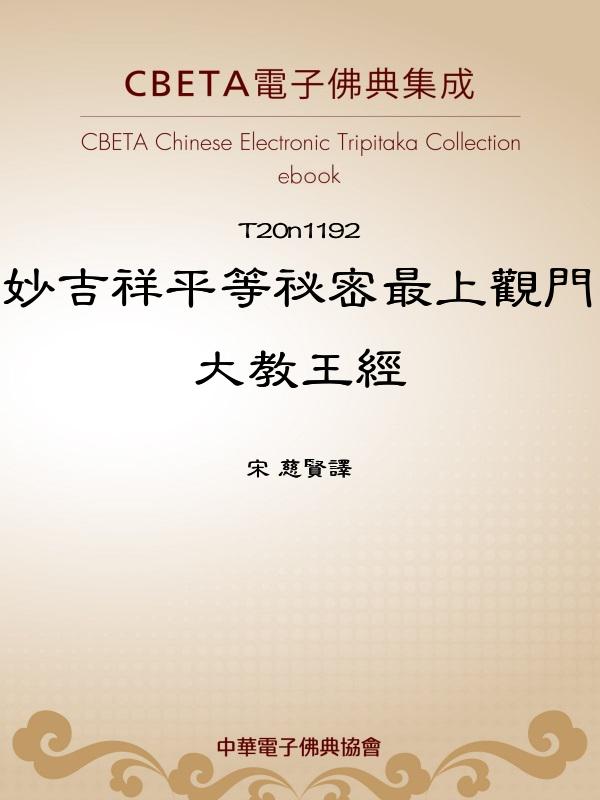 CBETA電子佛典集成
CBETA Chinese Electronic Tripitaka Collection
ebook
T20n1192
妙吉祥平等祕密最上觀門
大教王經
宋 慈賢譯
中華電子佛典協會